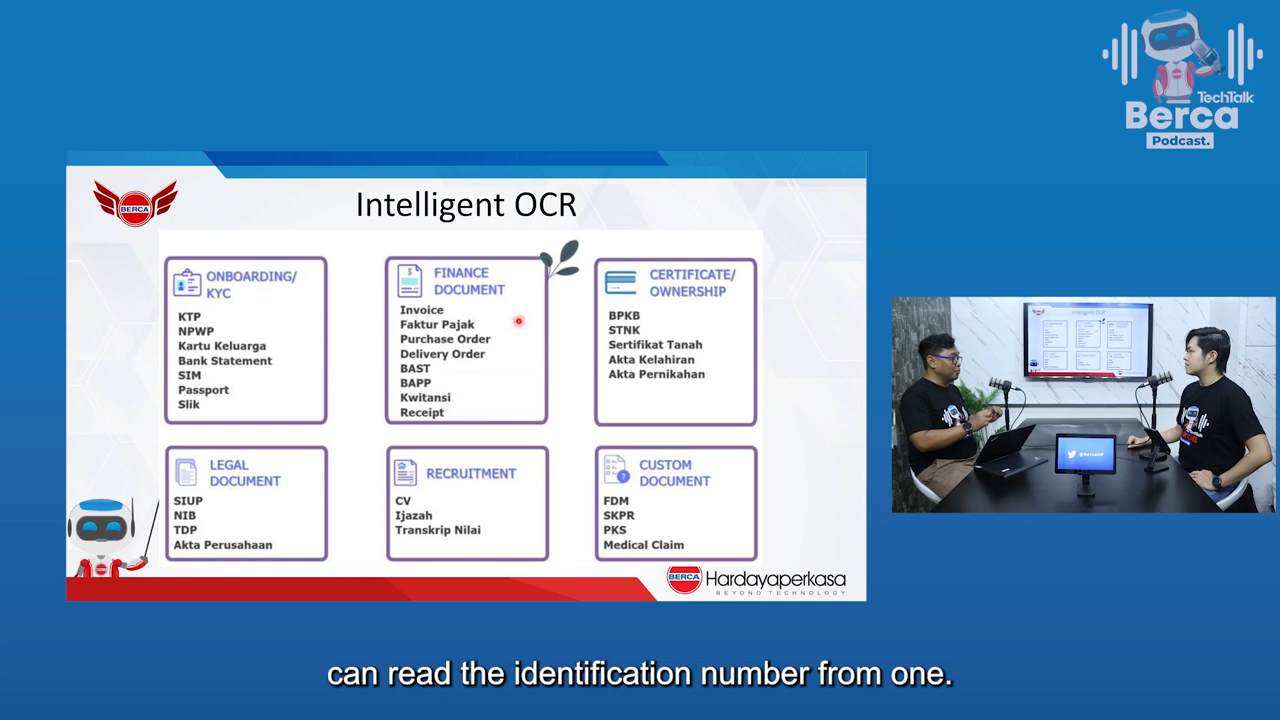 TechTalk
Berca
Podcast.
BERCA
Intelligent OCR
ONBOARDING/
KYC
KTP
NPWP
Kartu Keluarga
Bank Statement
SIM
Passport
Slik
FINANCE
DOCUMENT
Invoice
Faktur Pajak
Purchase Order
Delivery Order
BAST
BAPP
Kwitansi
Receipt
CERTIFICATE/
OWNERSHIP
BPKB
STNK
Sertifikat Tanah
Akta Kelahiran
Akta Pernikahan
LEGAL
DOCUMENT
SIUP
NIB
TDP
Akta Perusahaan
RECRUITMENT
CV
Ijazah
Transkrip Nilai
CUSTOM
DOCUMENT
FDM
SKPR
PKS
Medical Claim
BERCA
Hardayaperkasa
BEYOND TECHNOLOGY
Intelligent OCR
can read the identification number from one.